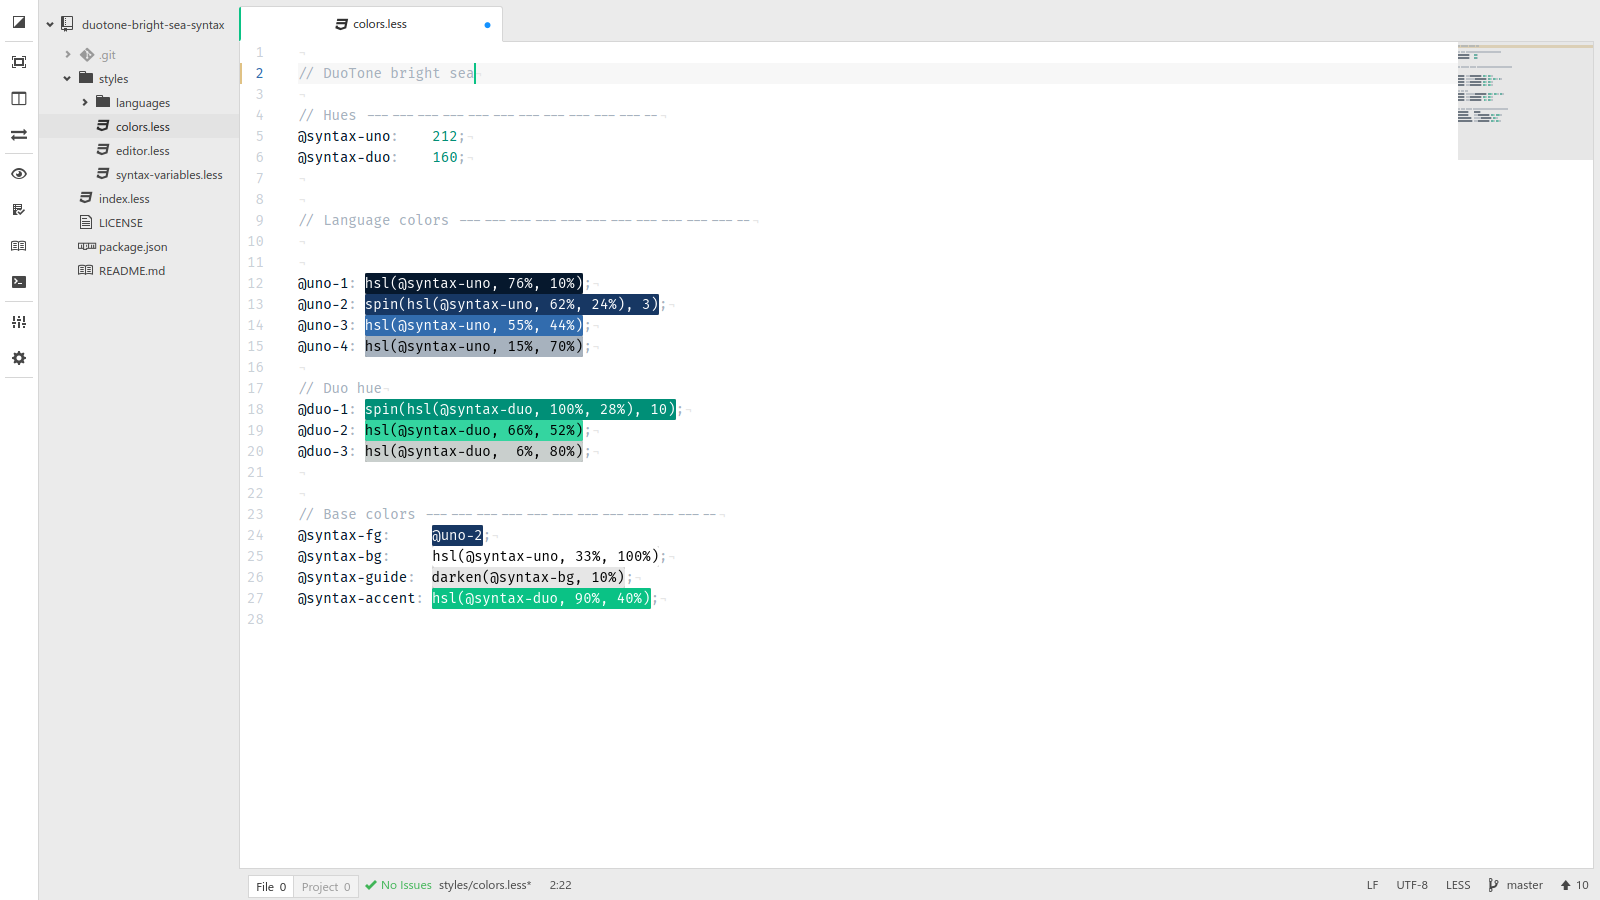 duotone-bright-sea-syntax
.git
styles
languages
colors.less
editor.less
syntax-variables.less
index.less
LICENSE
package.json
README.md
colors.less
1 ¬
2 // DuoTone bright sea¬
3 ¬
4 // Hues -----------------------------------¬
5 @syntax-uno:    212;¬
6 @syntax-duo:    160;¬
7 ¬
8 ¬
9 // Language colors -----------------------------------¬
10 ¬
11 ¬
12 @uno-1: hsl(@syntax-uno, 76%, 10%);¬
13 @uno-2: spin(hsl(@syntax-uno, 62%, 24%), 3);¬
14 @uno-3: hsl(@syntax-uno, 55%, 44%);¬
15 @uno-4: hsl(@syntax-uno, 15%, 70%);¬
16 ¬
17 // Duo hue¬
18 @duo-1: spin(hsl(@syntax-duo, 100%, 28%), 10);¬
19 @duo-2: hsl(@syntax-duo, 66%, 52%);¬
20 @duo-3: hsl(@syntax-duo,  6%, 80%);¬
21 ¬
22 ¬
23 // Base colors -----------------------------------¬
24 @syntax-fg:     @uno-2;¬
25 @syntax-bg:     hsl(@syntax-uno, 33%, 100%);¬
26 @syntax-guide:  darken(@syntax-bg, 10%);¬
27 @syntax-accent: hsl(@syntax-duo, 90%, 40%);¬
28
File 0 Project 0 No Issues styles/colors.less* 2:22 LF UTF-8 LESS master 10